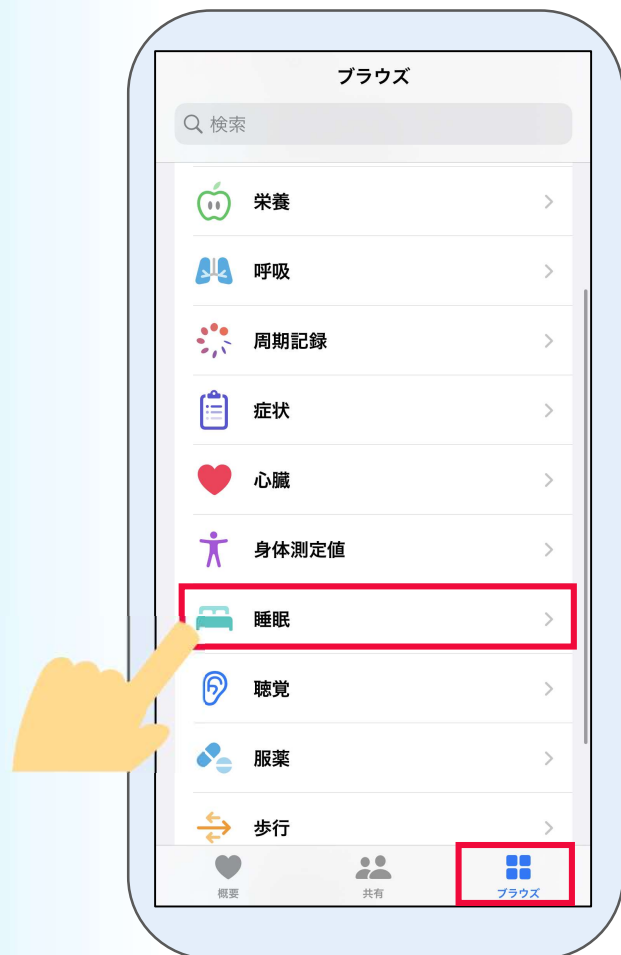 ブラウズ
検索
栄養
呼吸
周期記録
症状
心臓
身体測定値
睡眠
聴覚
服薬
歩行
概要
共有
ブラウズ